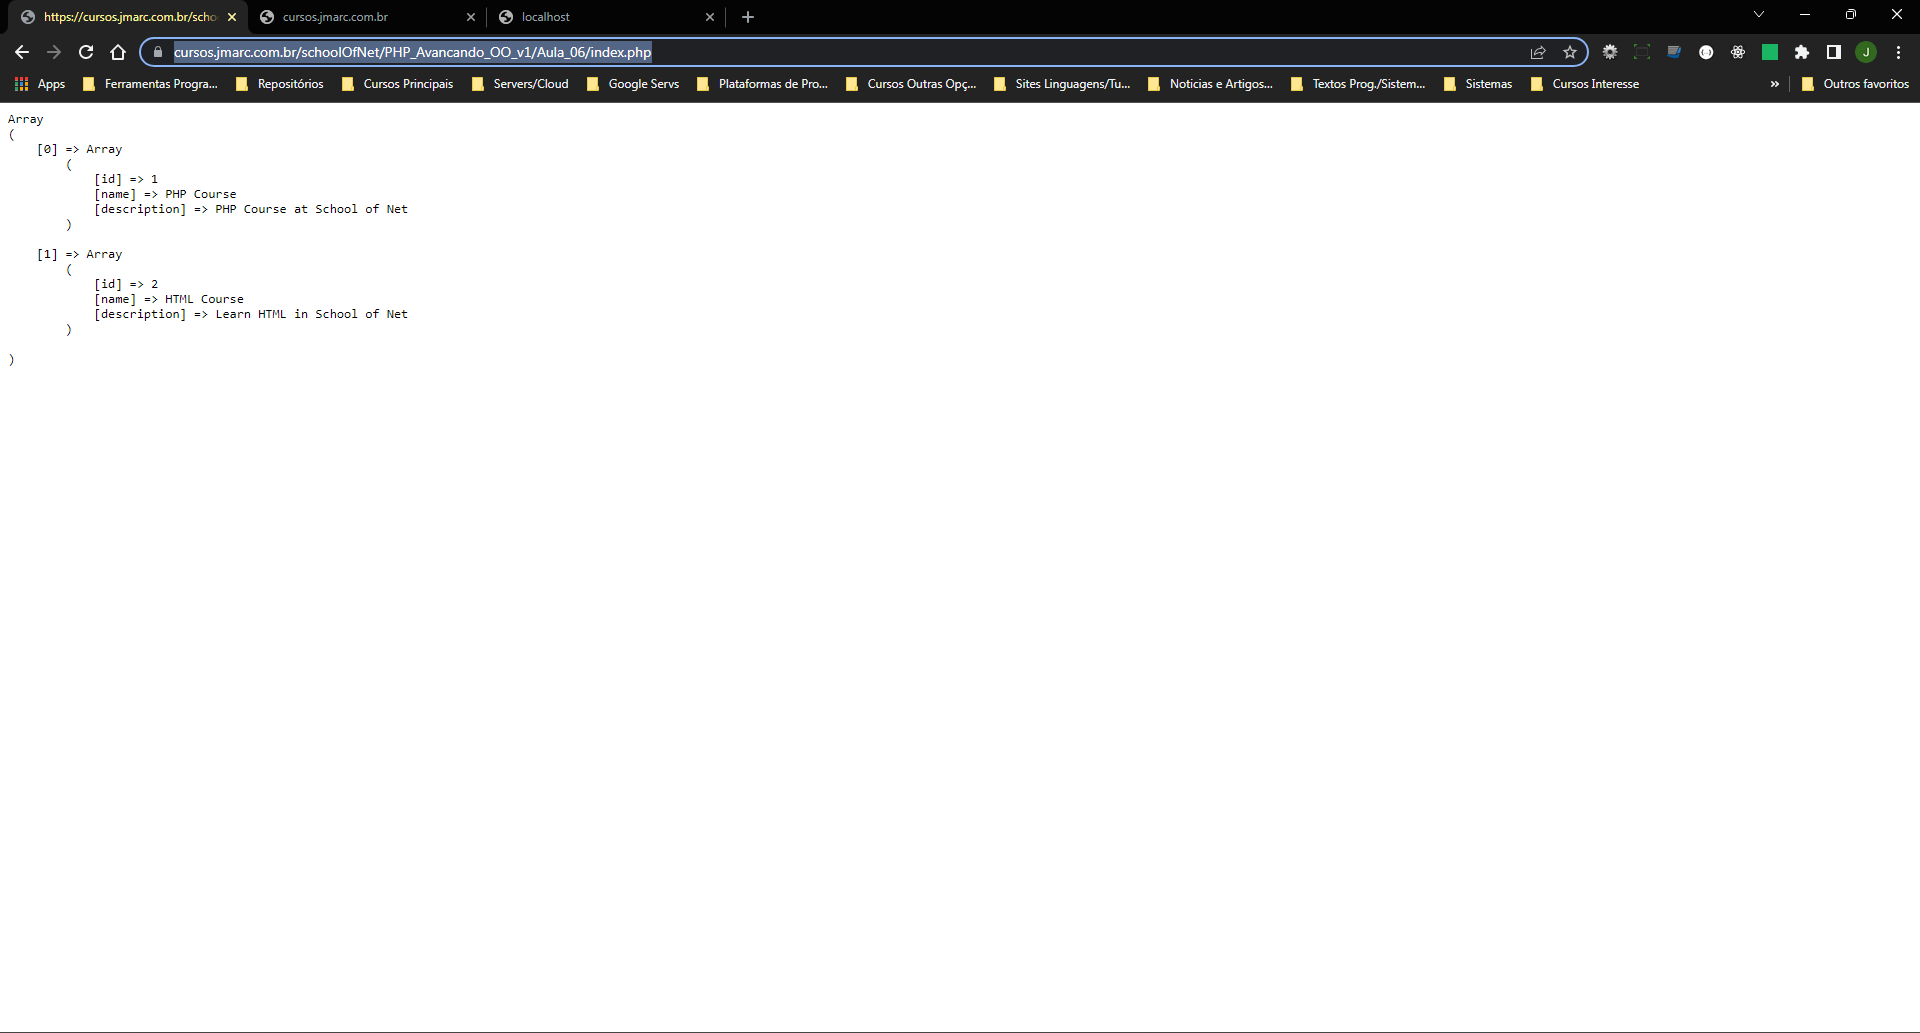 https://cursos.jmarc.com.br/scho
cursos.jmarc.com.br
localhost
cursos.jmarc.com.br/schoolOfNet/PHP_Avancando_OO_v1/Aula_06/index.php
J
Apps
Ferramentas Progra...
Repositórios
Cursos Principais
Servers/Cloud
Google Servs
Plataformas de Pro...
Cursos Outras Opç...
Sites Linguagens/Tu...
Noticias e Artigos...
Textos Prog./Sistem...
Sistemas
Cursos Interesse
»
Outros favoritos
Array
(
    [0] => Array
        (
            [id] => 1
            [name] => PHP Course
            [description] => PHP Course at School of Net
        )
    [1] => Array
        (
            [id] => 2
            [name] => HTML Course
            [description] => Learn HTML in School of Net
        )
)